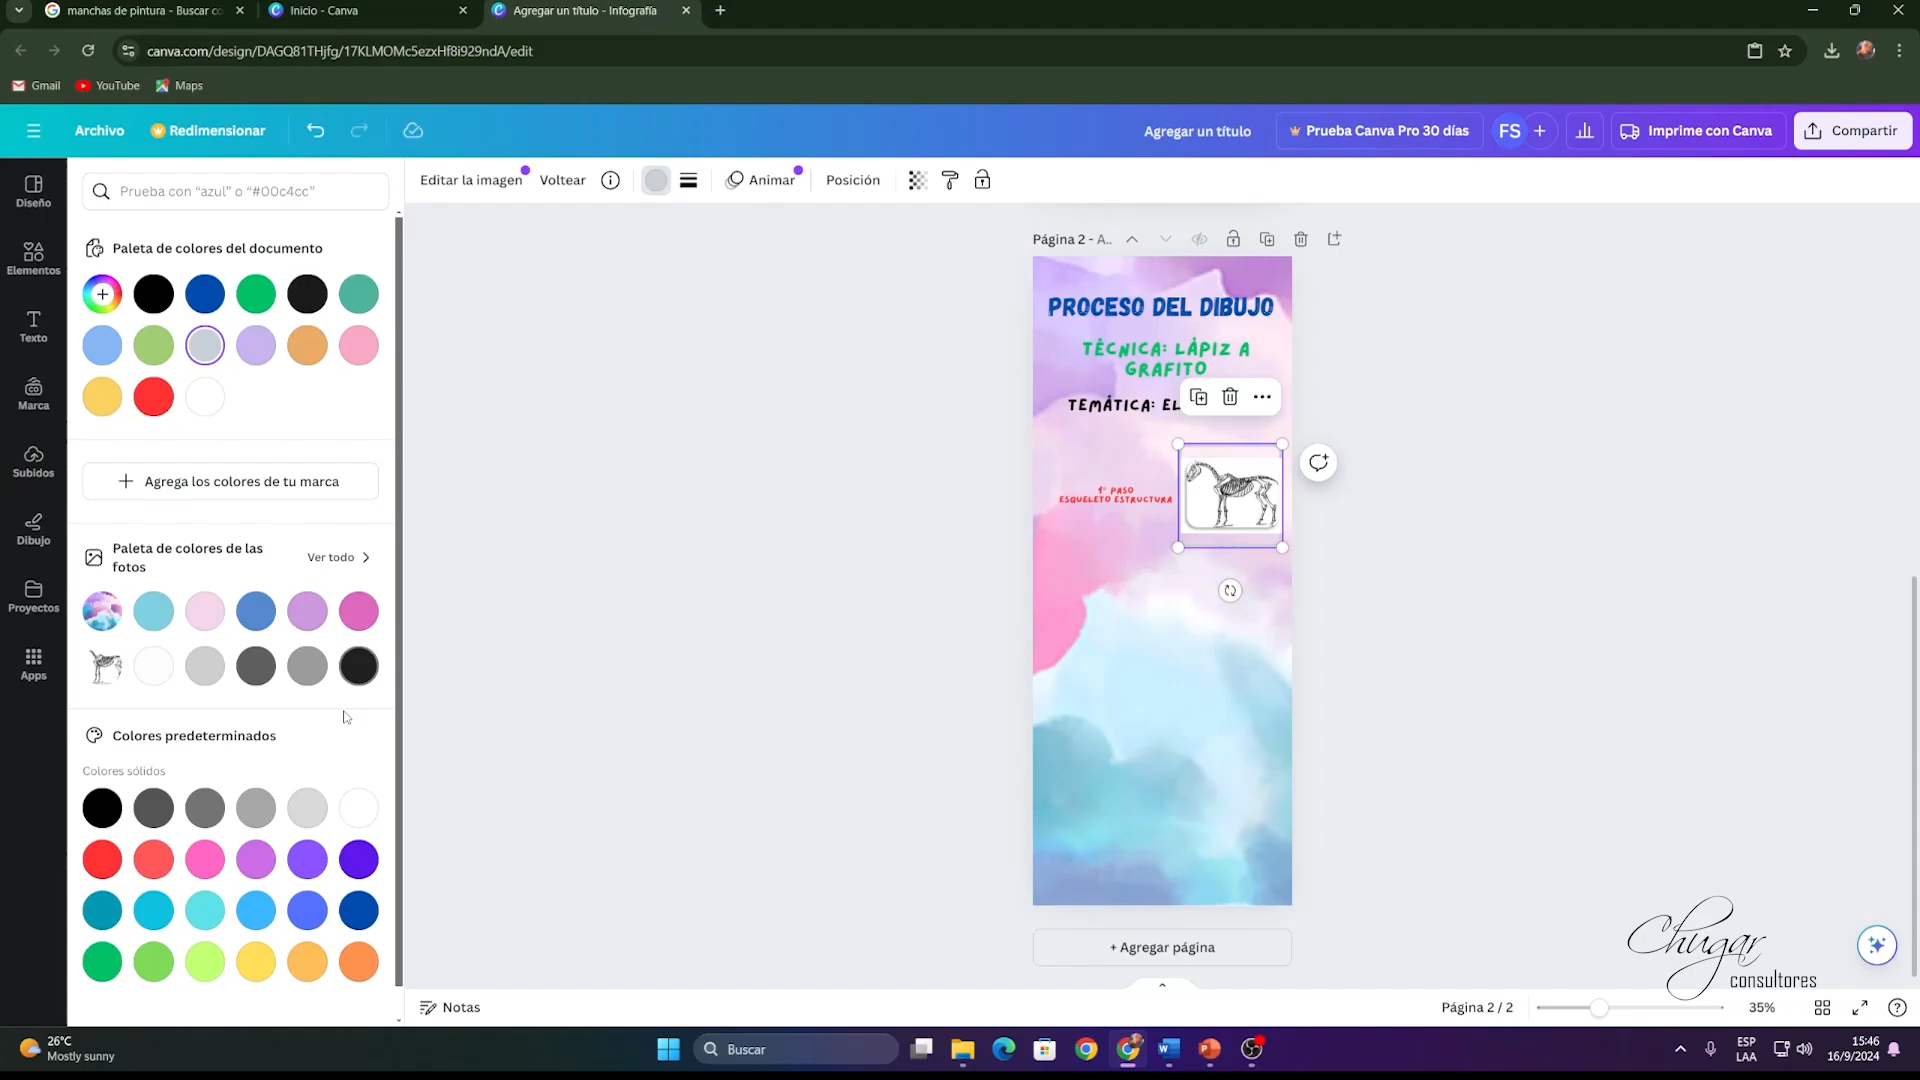 manchas de pintura - Buscar co
Inicio - Canva
Agregar un título - Infografía
canva.com/design/DAGQ81THjfg/17KLMOMc5ezxHf8i929ndA/edit
Gmail
YouTube
Maps
Archivo
Redimensionar
Agregar un título
Prueba Canva Pro 30 días
FS
Imprime con Canva
Compartir
Diseño
Elementos
Texto
Marca
Subidos
Dibujo
Proyectos
Apps
Prueba con “azul” o “#00c4cc”
Editar la imagen
Voltear
Animar
Posición
Paleta de colores del documento
Agrega los colores de tu marca
Paleta de colores de las
fotos
Ver todo
Colores predeterminados
Colores sólidos
Página 2 - A..
PROCESO DEL DIBUJO
TÉCNICA: LÁPIZ A
GRAFITO
TEMÁTICA: EL
1° PASO
ESQUELETO ESTRUCTURA
+ Agregar página
Chugar
consultores
Notas
Página 2 / 2
35%
26°C
Mostly sunny
Buscar
ESP
LAA
15:46
16/9/2024